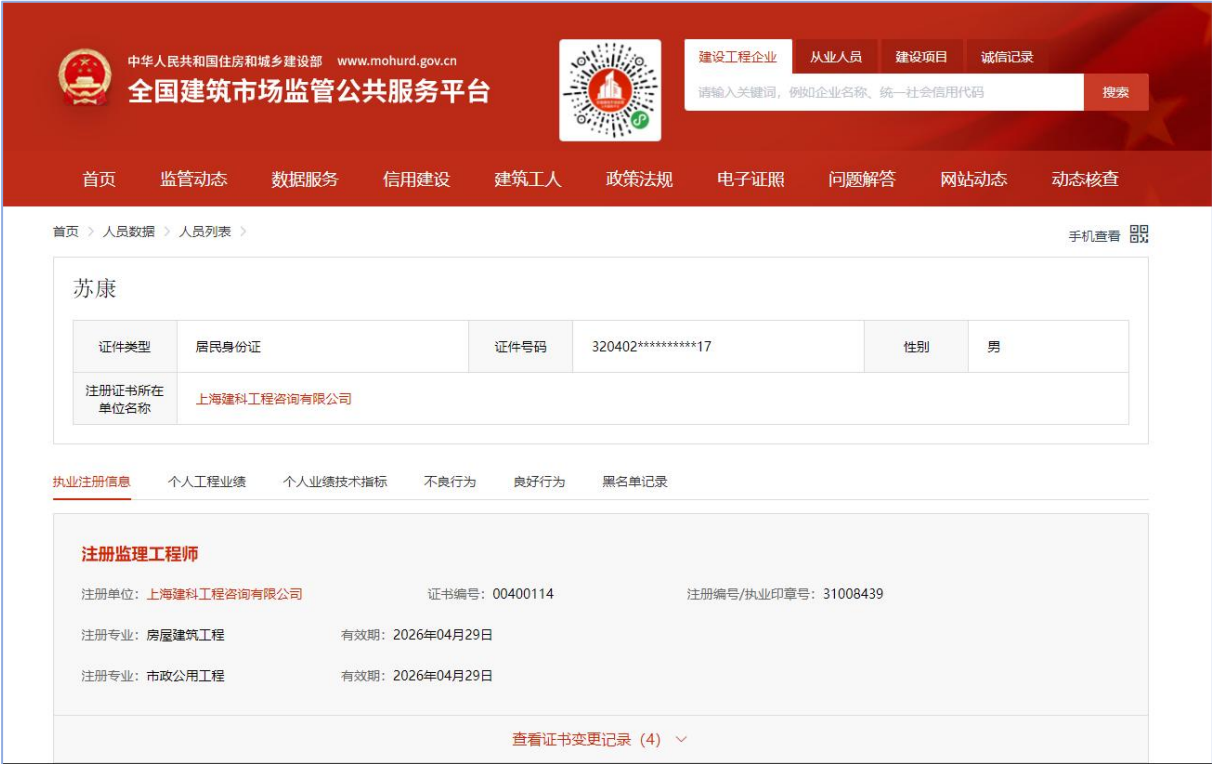 中华人民共和国住房和城乡建设部 www.mohurd.gov.cn
全国建筑市场监管公共服务平台
建设工程企业 从业人员 建设项目 诚信记录
请输入关键词，例如企业名称、统一社会信用代码 搜索
首页 监管动态 数据服务 信用建设 建筑工人 政策法规 电子证照 问题解答 网站动态 动态核查
首页 > 人员数据 > 人员列表 >
手机查看
苏康
证件类型 居民身份证 证件号码 320402**********17 性别 男
注册证书所在
单位名称
上海建科工程咨询有限公司
执业注册信息 个人工程业绩 个人业绩技术指标 不良行为 良好行为 黑名单记录
注册监理工程师
注册单位：上海建科工程咨询有限公司 证书编号：00400114 注册编号/执业印章号：31008439
注册专业：房屋建筑工程 有效期：2026年04月29日
注册专业：市政公用工程 有效期：2026年04月29日
查看证书变更记录（4）